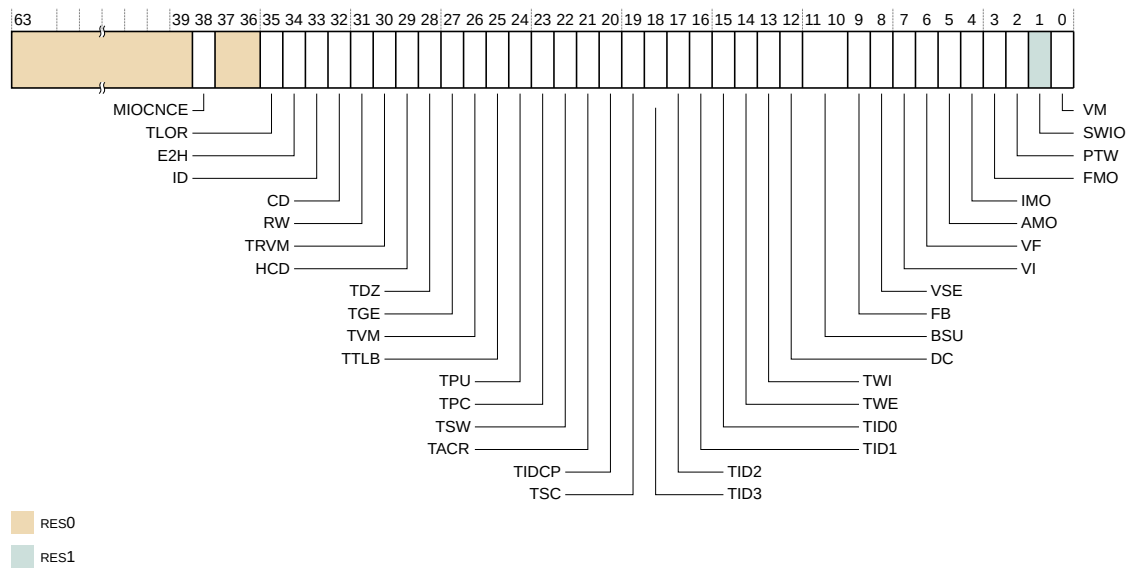 63 39 38 37 36 35 34 33 32 31 30 29 28 27 26 25 24 23 22 21 20 19 18 17 16 15 14 13 12 11 10 9 8 7 6 5 4 3 2 1 0
MIOCNCE VM
TLOR SWIO
E2H PTW
ID FMO
CD IMO
RW AMO
TRVM VF
HCD VI
TDZ VSE
TGE FB
TVM BSU
TTLB DC
TPU TWI
TPC TWE
TSW TID0
TACR TID1
TIDCP TID2
TSC TID3
RES0
RES1